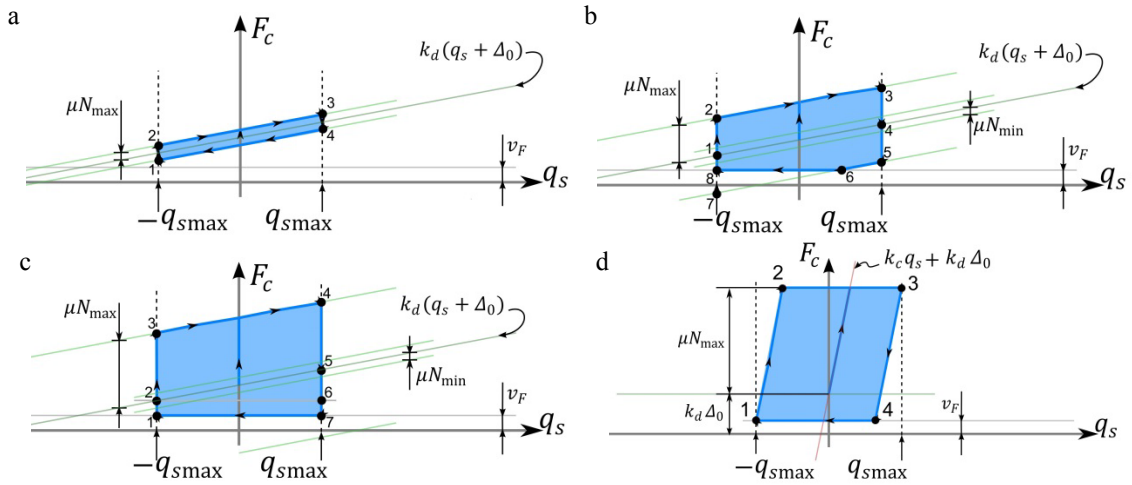 a
F_c
k_d(q_s + Δ_0)
μN_max
2
3
1
4
v_F
q_s
−q_smax
q_smax
b
F_c
k_d(q_s + Δ_0)
μN_max
μN_min
2
3
1
4
5
8
6
7
v_F
q_s
−q_smax
q_smax
c
F_c
k_d(q_s + Δ_0)
μN_max
μN_min
4
3
5
2
6
1
7
v_F
q_s
−q_smax
q_smax
d
F_c
k_c q_s + k_d Δ_0
2
3
μN_max
k_d Δ_0
1
4
v_F
q_s
−q_smax
q_smax